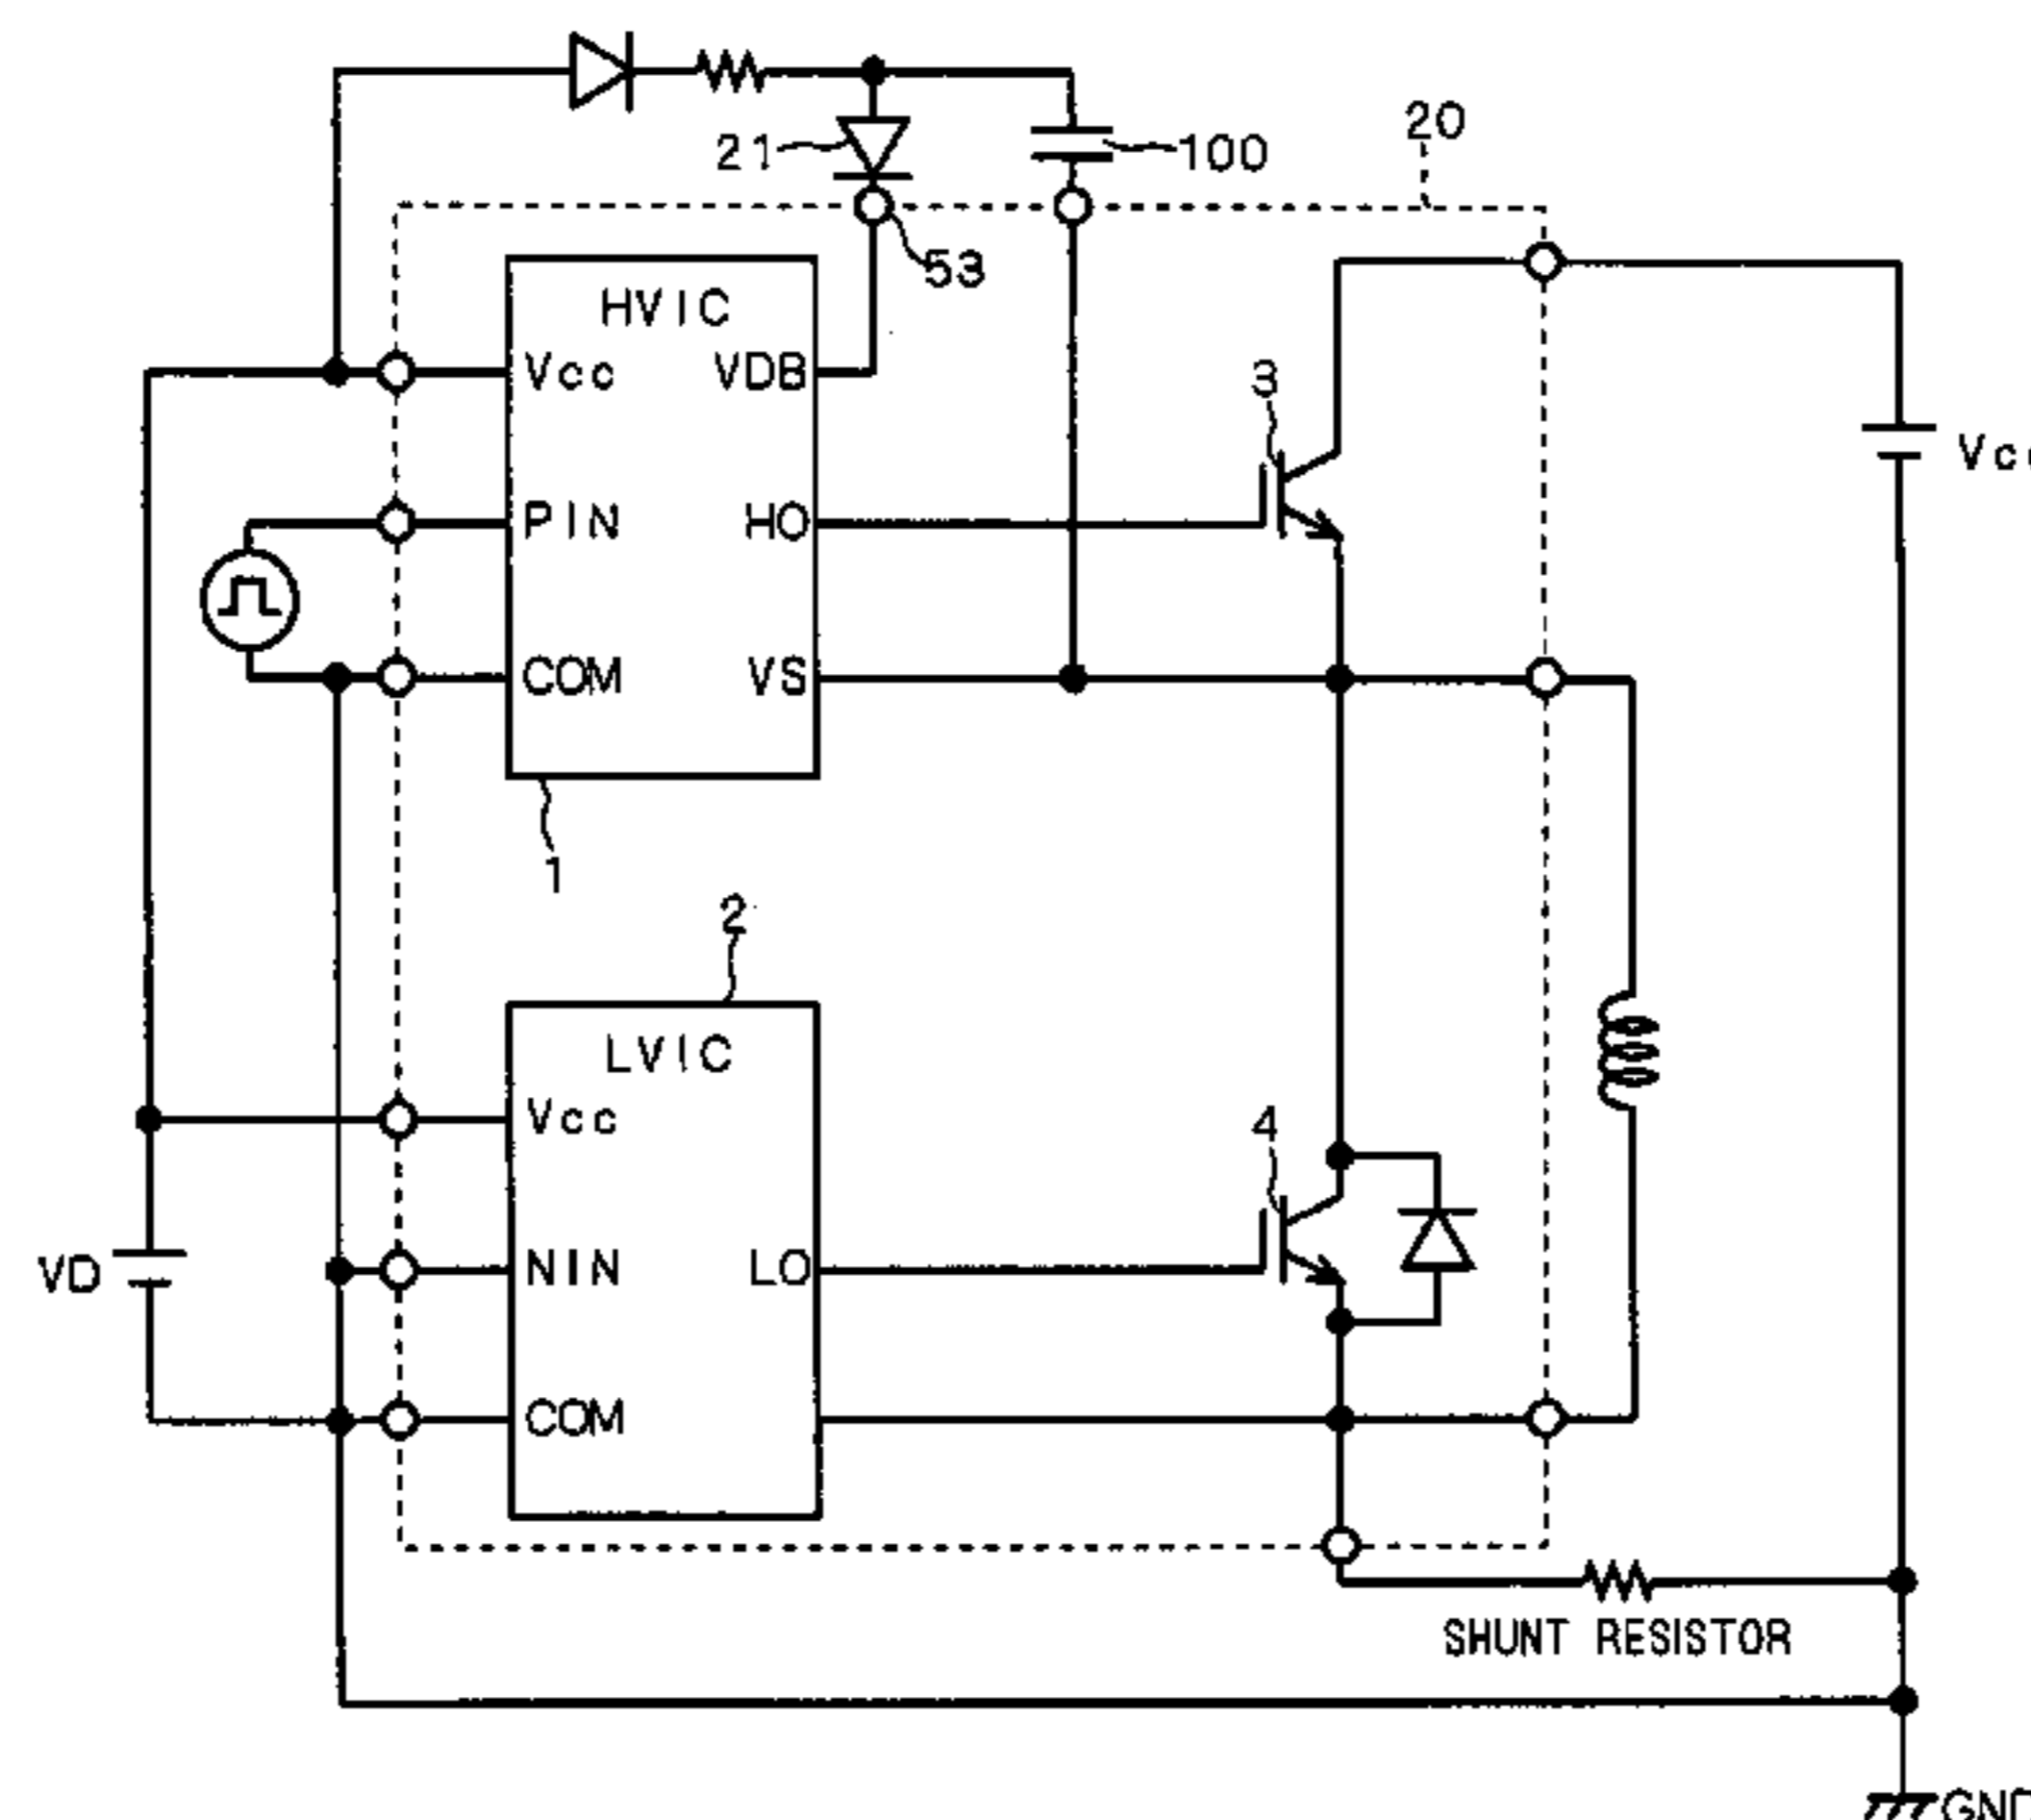 20
21
100
53
HVIC
Vcc
VDB
3
PIN
HO
COM
VS
1
2
LVIC
Vcc
4
VD
NIN
LO
COM
SHUNT RESISTOR